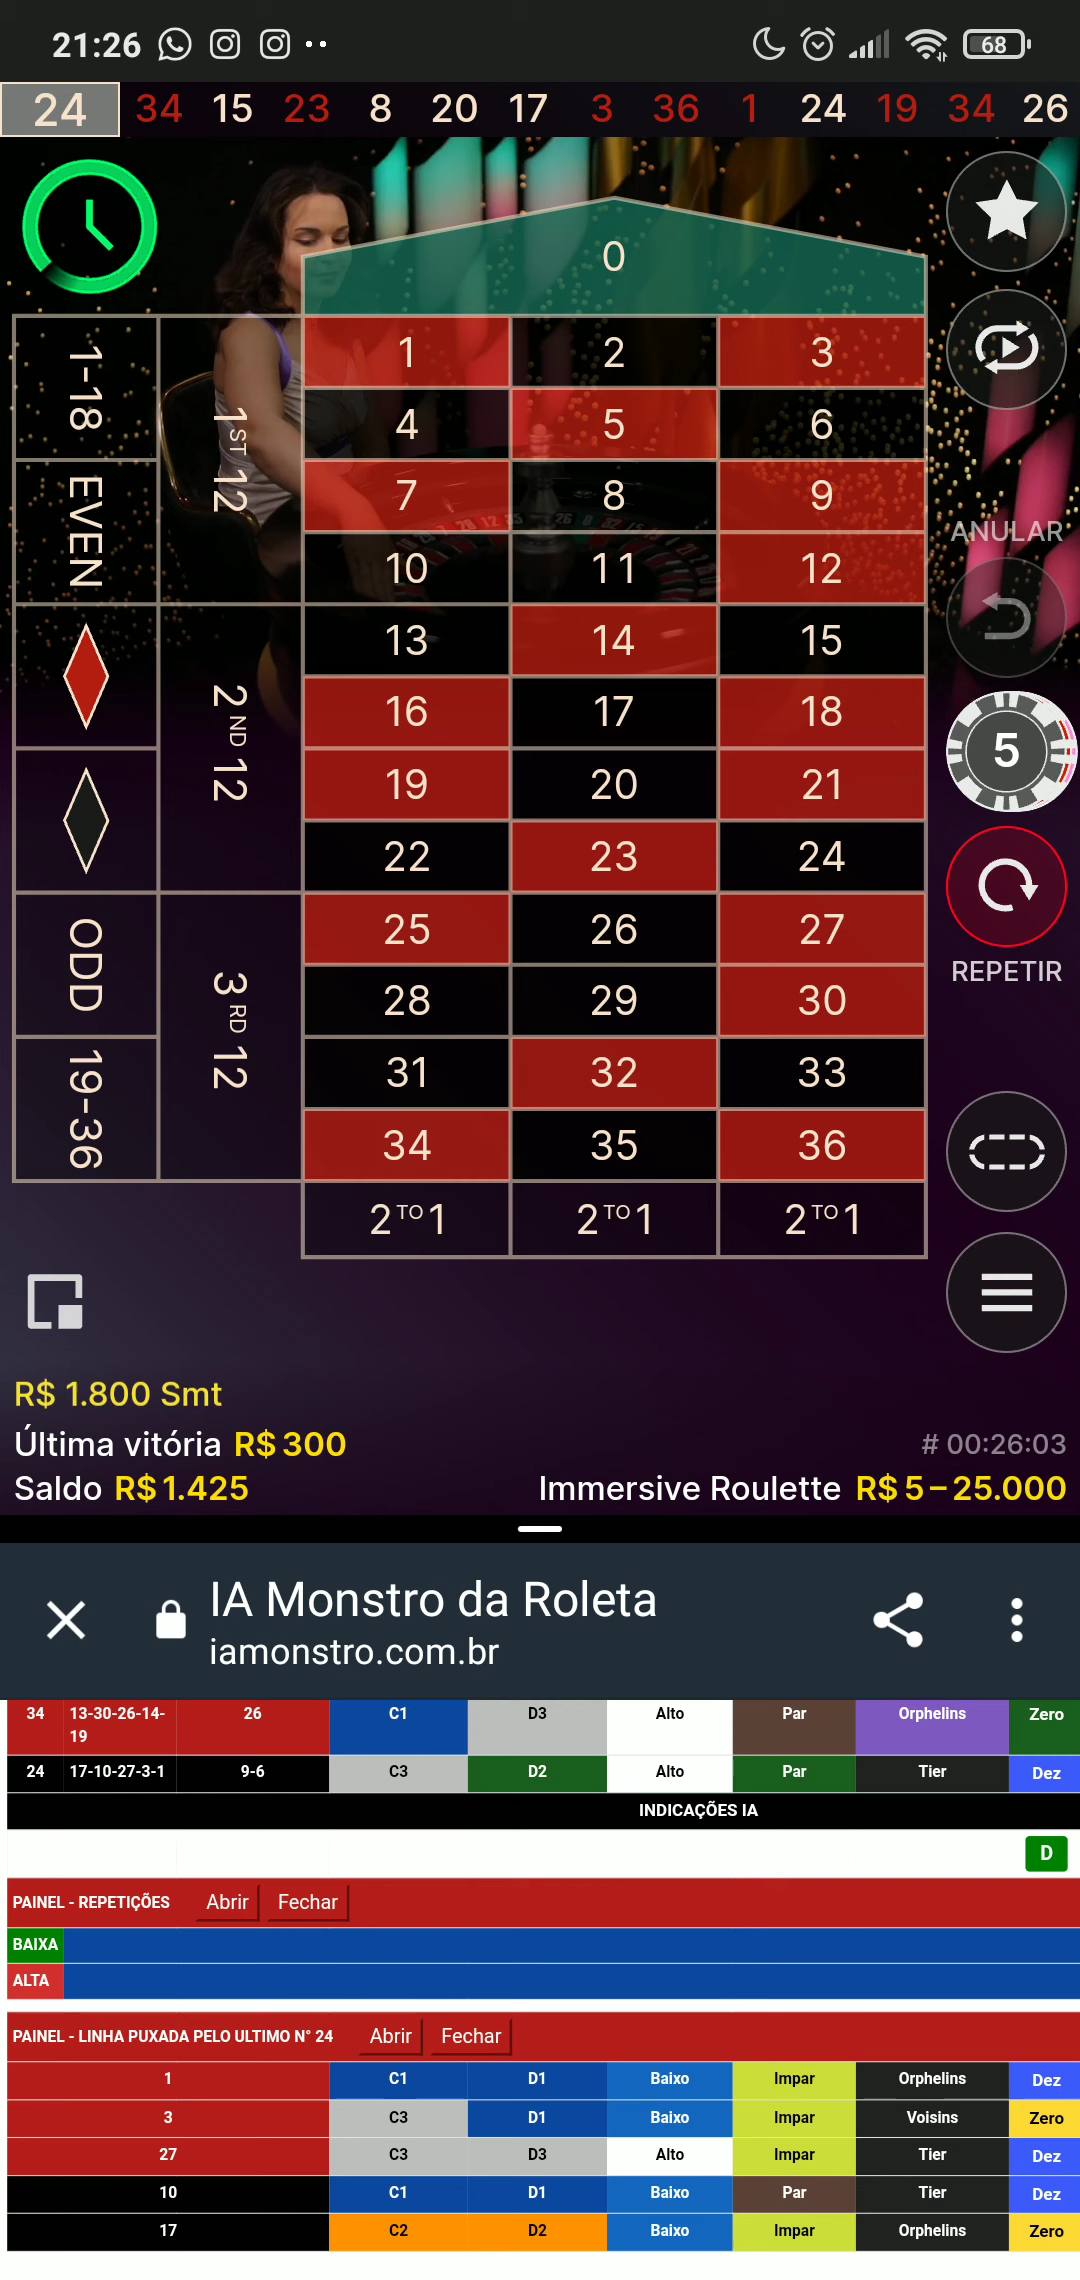 21:26 68
24 34 15 23 8 20 17 3 36 1 24 19 34 26
0
1-18 1ST 12 1 2 3
4 5 6
EVEN 7 8 9
10 11 12
ANULAR
2ND 12 13 14 15
16 17 18
5
19 20 21
22 23 24
REPETIR
ODD 3RD 12 25 26 27
28 29 30
19-36 31 32 33
34 35 36
2TO1 2TO1 2TO1
R$ 1.800 Smt
Última vitória R$ 300
# 00:26:03
Saldo R$ 1.425
Immersive Roulette R$ 5 – 25.000
IA Monstro da Roleta
iamonstro.com.br
34 13-30-26-14- 26 C1 D3 Alto Par Orphelins Zero
19
24 17-10-27-3-1 9-6 C3 D2 Alto Par Tier Dez
INDICAÇÕES IA
D
PAINEL - REPETIÇÕES Abrir Fechar
BAIXA
ALTA
PAINEL - LINHA PUXADA PELO ULTIMO N° 24 Abrir Fechar
1 C1 D1 Baixo Impar Orphelins Dez
3 C3 D1 Baixo Impar Voisins Zero
27 C3 D3 Alto Impar Tier Dez
10 C1 D1 Baixo Par Tier Dez
17 C2 D2 Baixo Impar Orphelins Zero